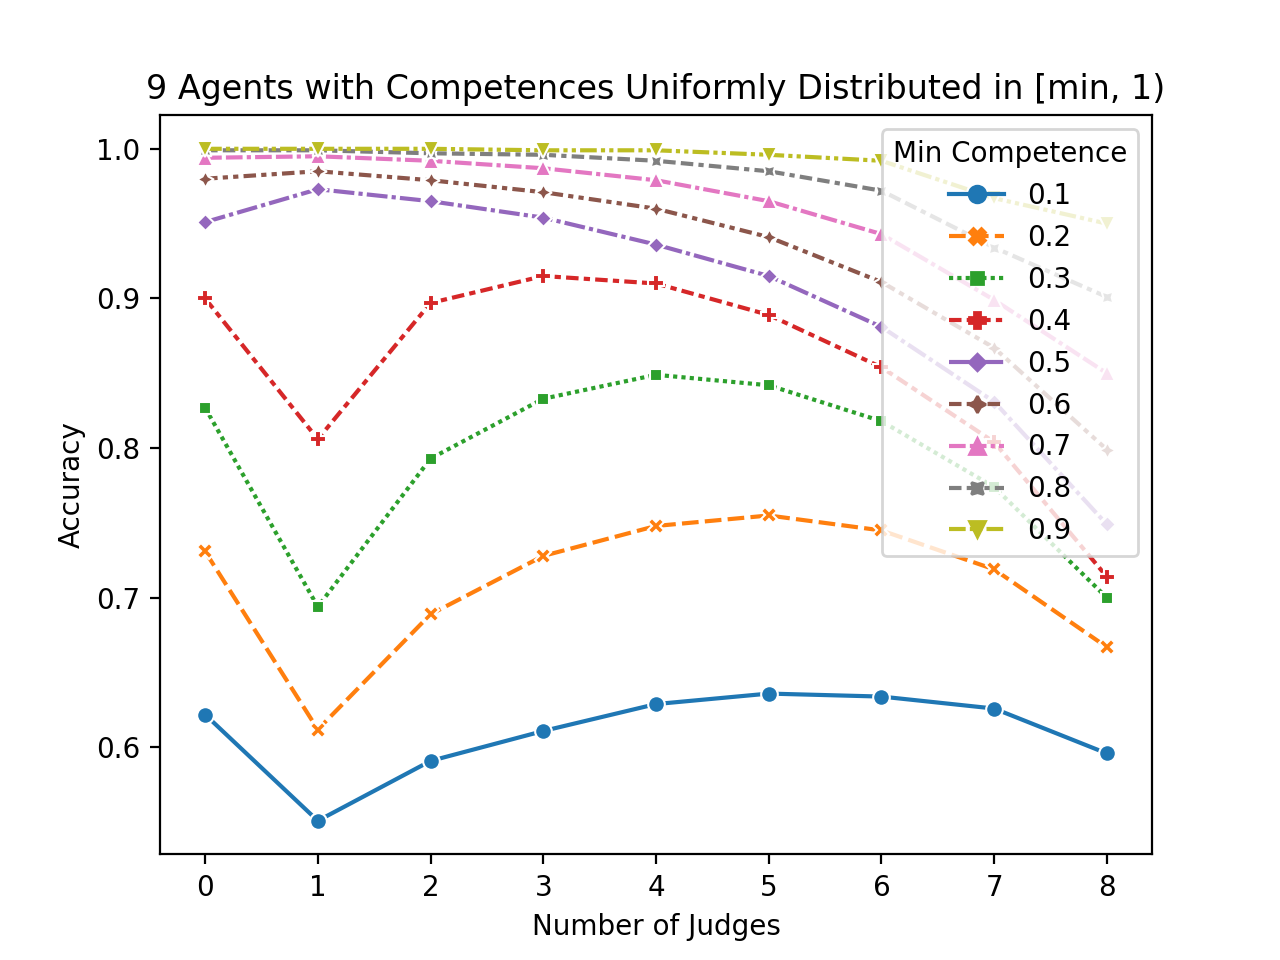 9 Agents with Competences Uniformly Distributed in [min, 1)
Accuracy
1.0
0.9
0.8
0.7
0.6
Min Competence
0.1
0.2
0.3
0.4
0.5
0.6
0.7
0.8
0.9
0 1 2 3 4 5 6 7 8
Number of Judges